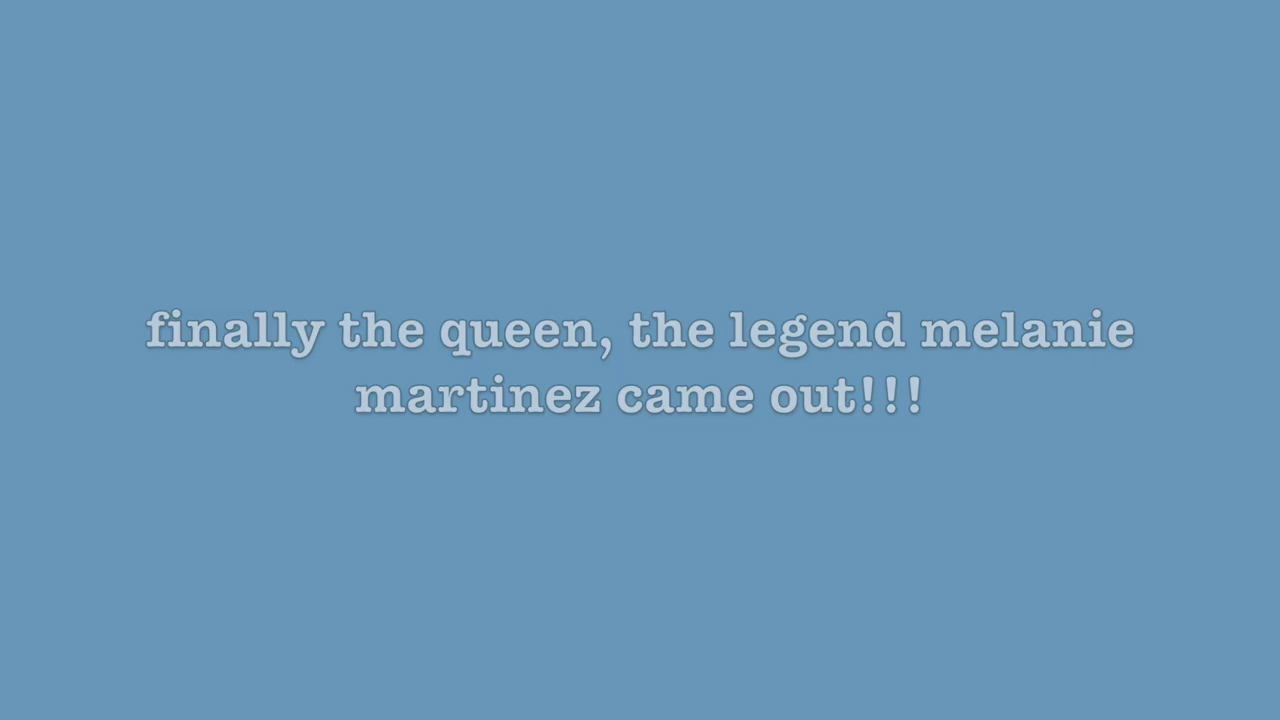 finally the queen, the legend melanie
martinez came out!!!